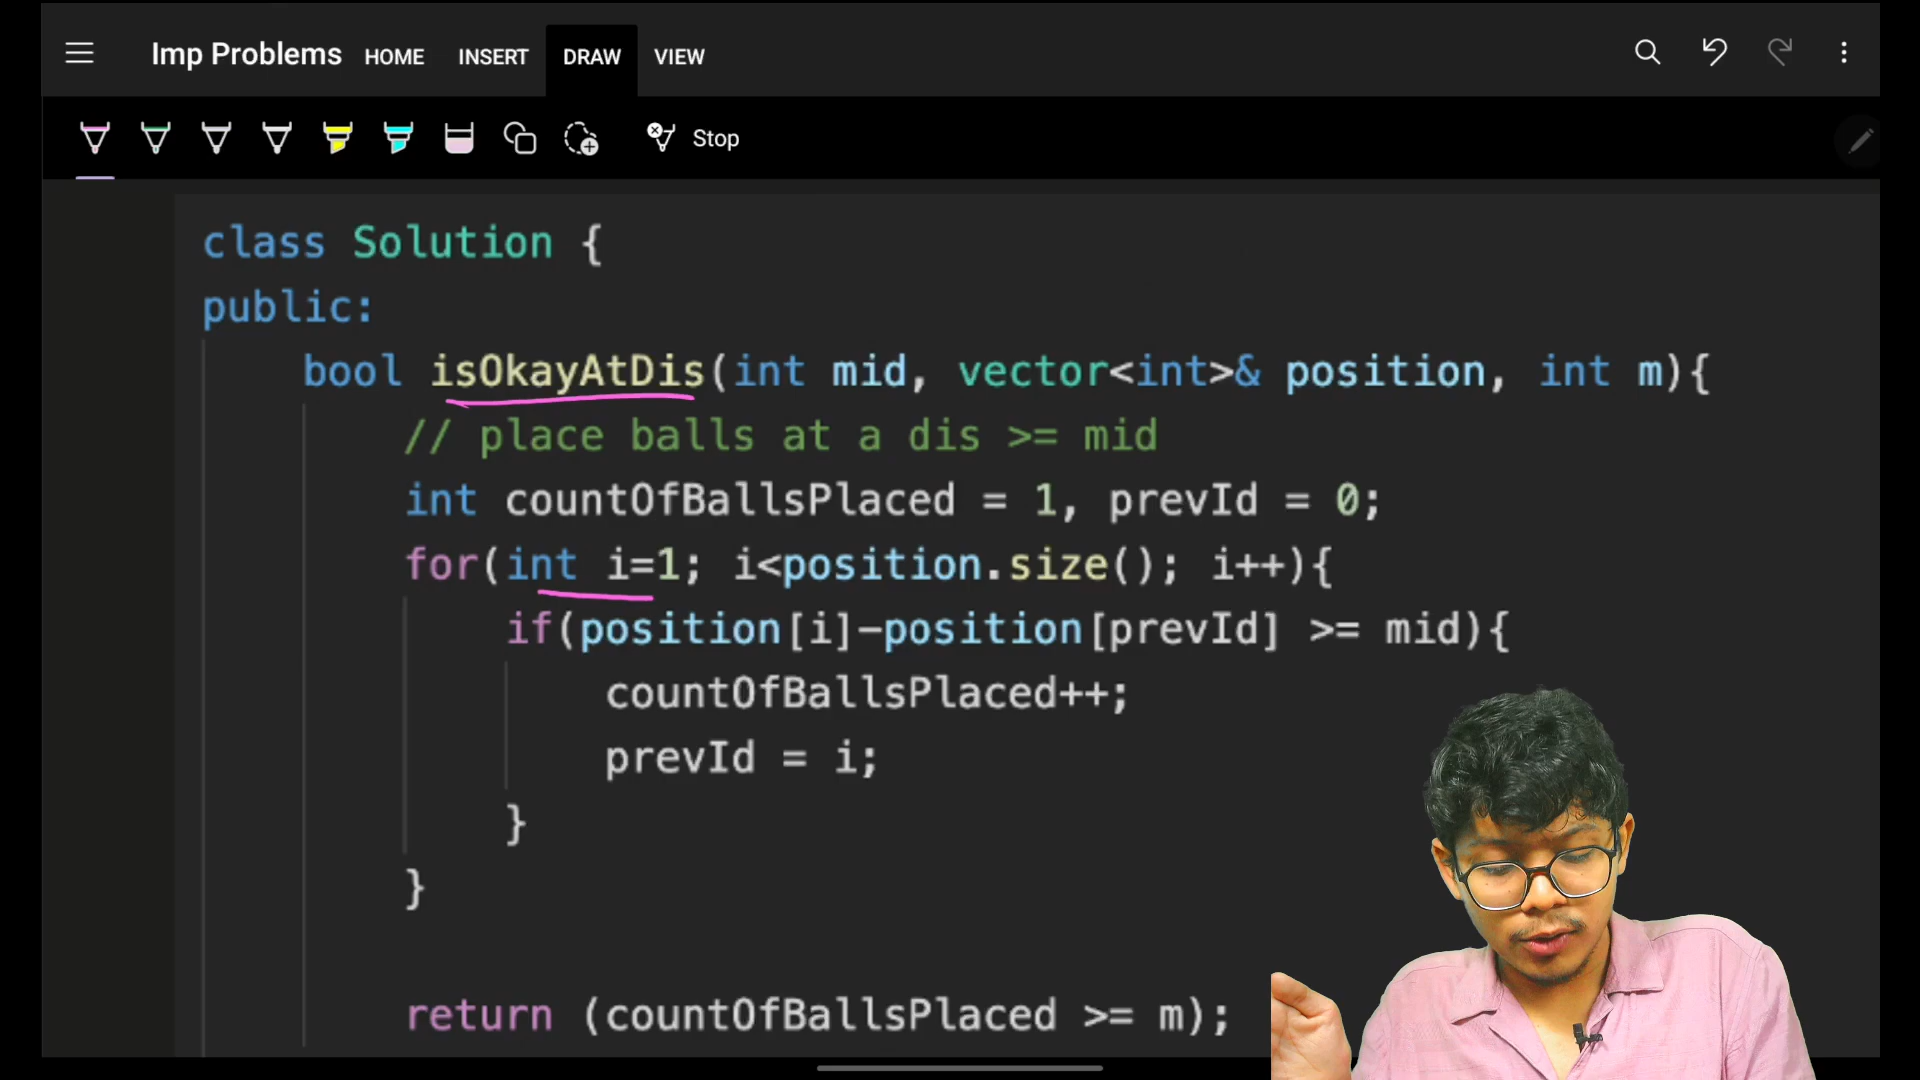 Imp Problems HOME INSERT DRAW VIEW
Stop
class Solution {
public:
bool isOkayAtDis(int mid, vector<int>& position, int m){
// place balls at a dis >= mid
int countOfBallsPlaced = 1, prevId = 0;
for(int i=1; i<position.size(); i++){
if(position[i]-position[prevId] >= mid){
countOfBallsPlaced++;
prevId = i;
}
}
return (countOfBallsPlaced >= m);